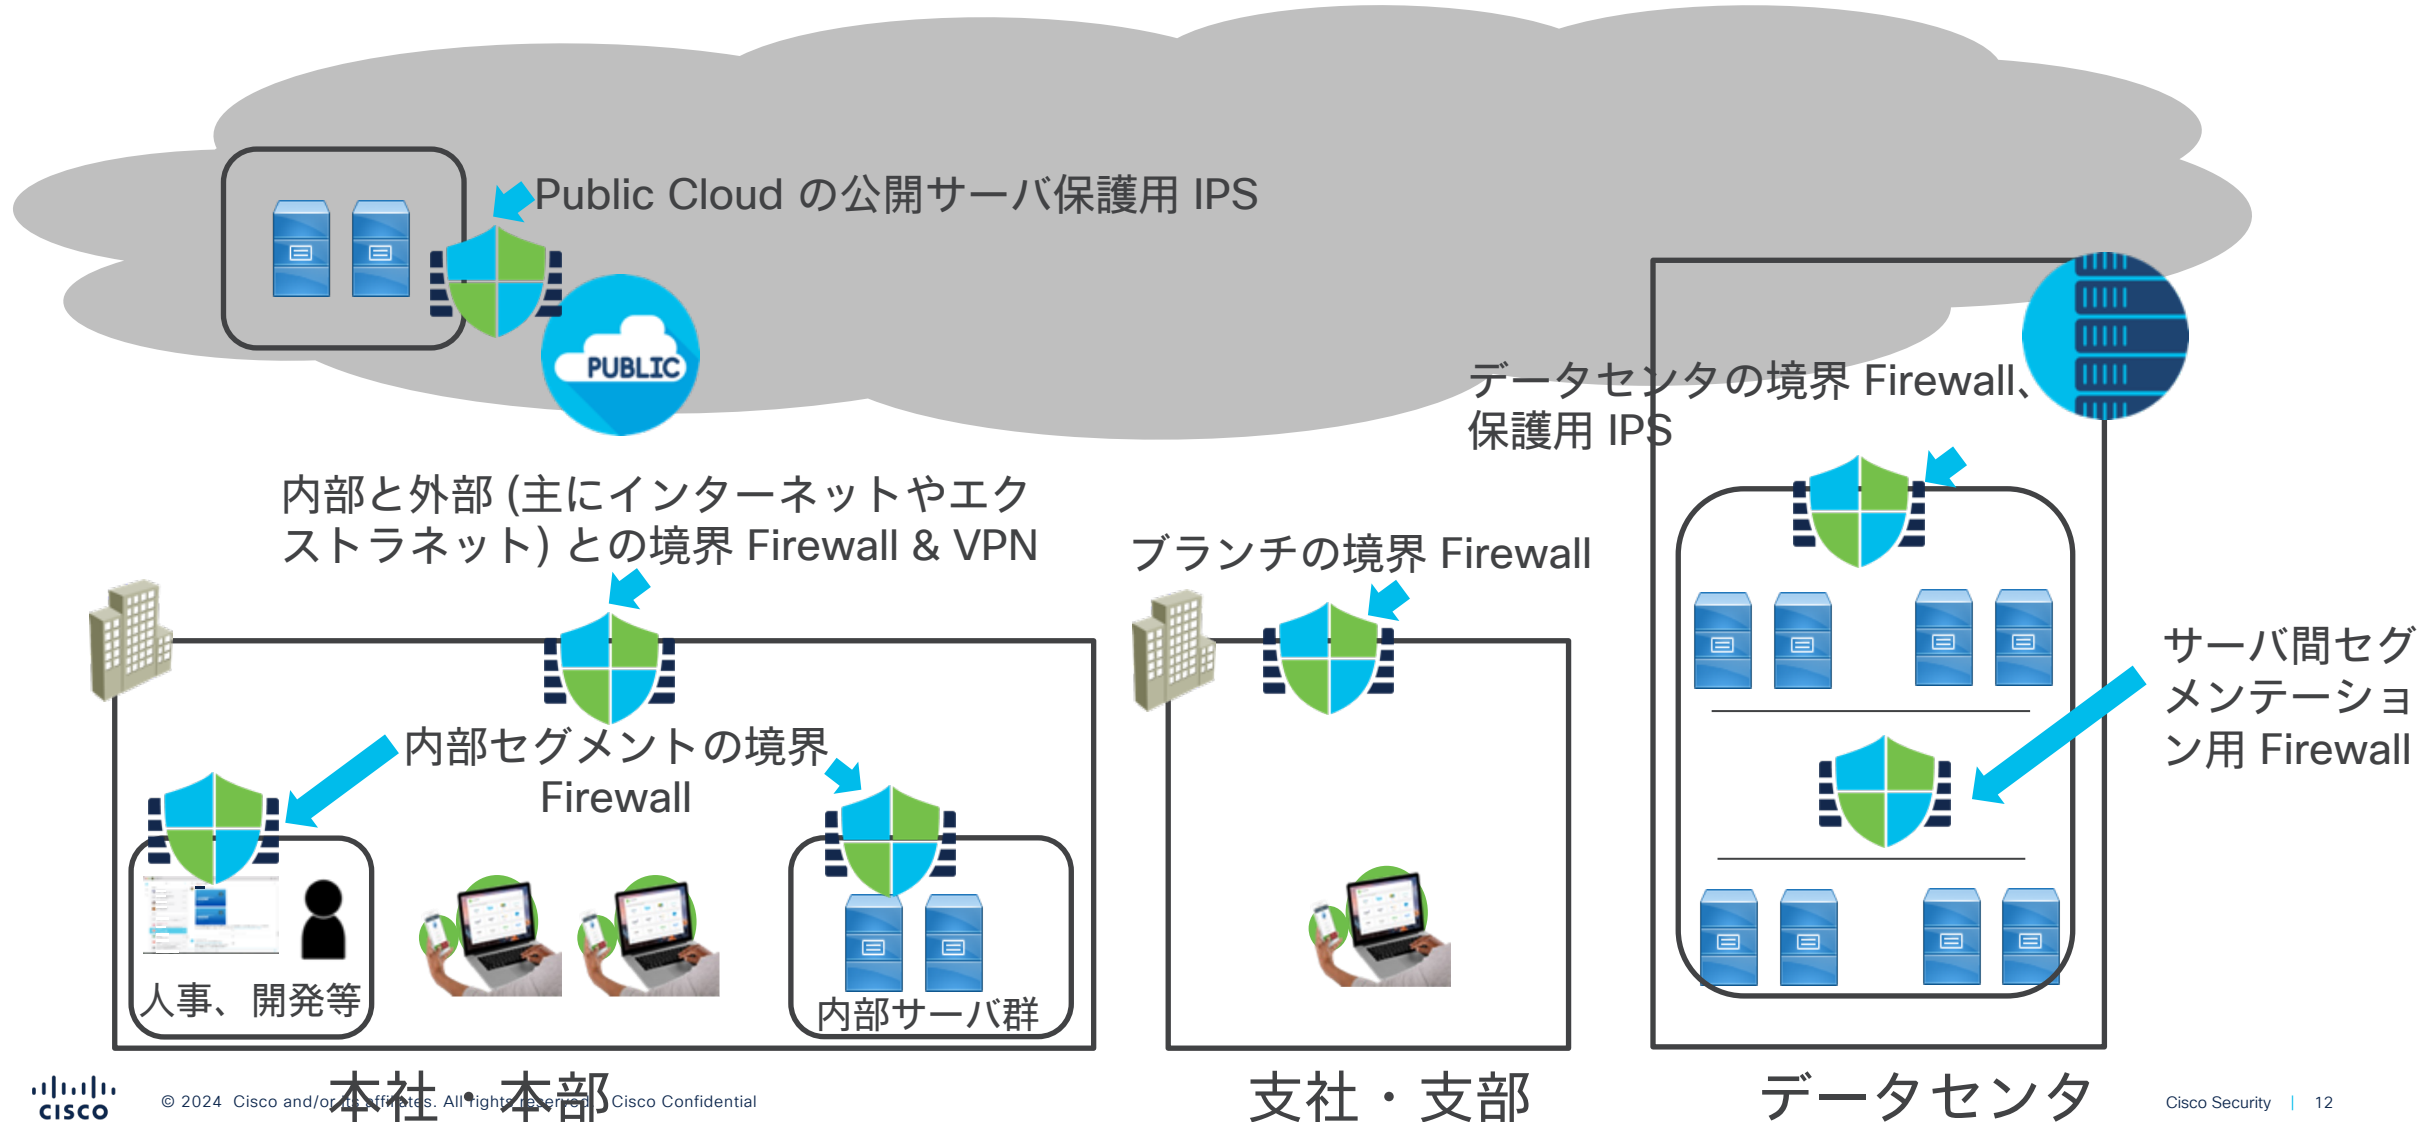 Public Cloud の公開サーバ保護用 IPS
PUBLIC
データセンタの境界 Firewall、
保護用 IPS
内部と外部 (主にインターネットやエク
ストラネット) との境界 Firewall & VPN
ブランチの境界 Firewall
サーバ間セグ
メンテーショ
ン用 Firewall
内部セグメントの境界
Firewall
人事、開発等
内部サーバ群
本社・本部
支社・支部
データセンタ
CISCO
© 2024 Cisco and/or its affiliates. All rights reserved. Cisco Confidential
Cisco Security | 12